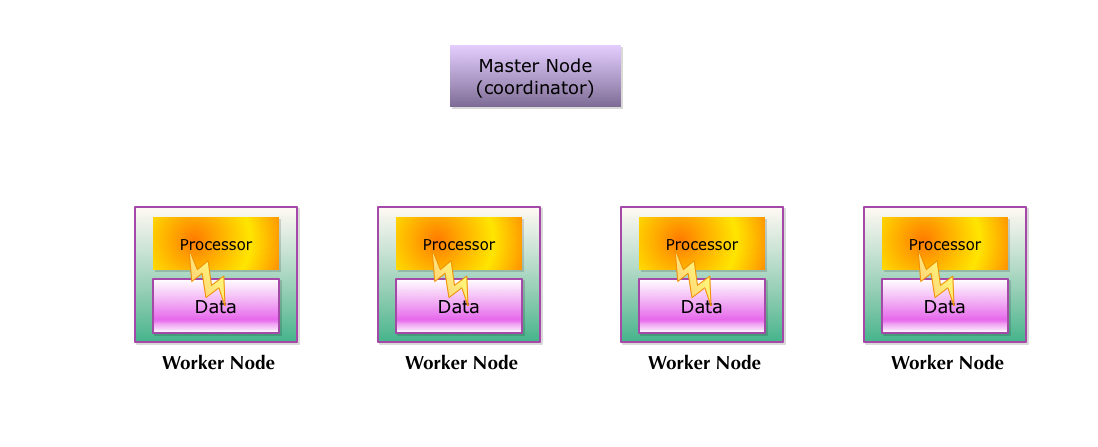 Master Node
(coordinator)
Processor
Processor
Processor
Processor
Data
Data
Data
Data
Worker Node
Worker Node
Worker Node
Worker Node